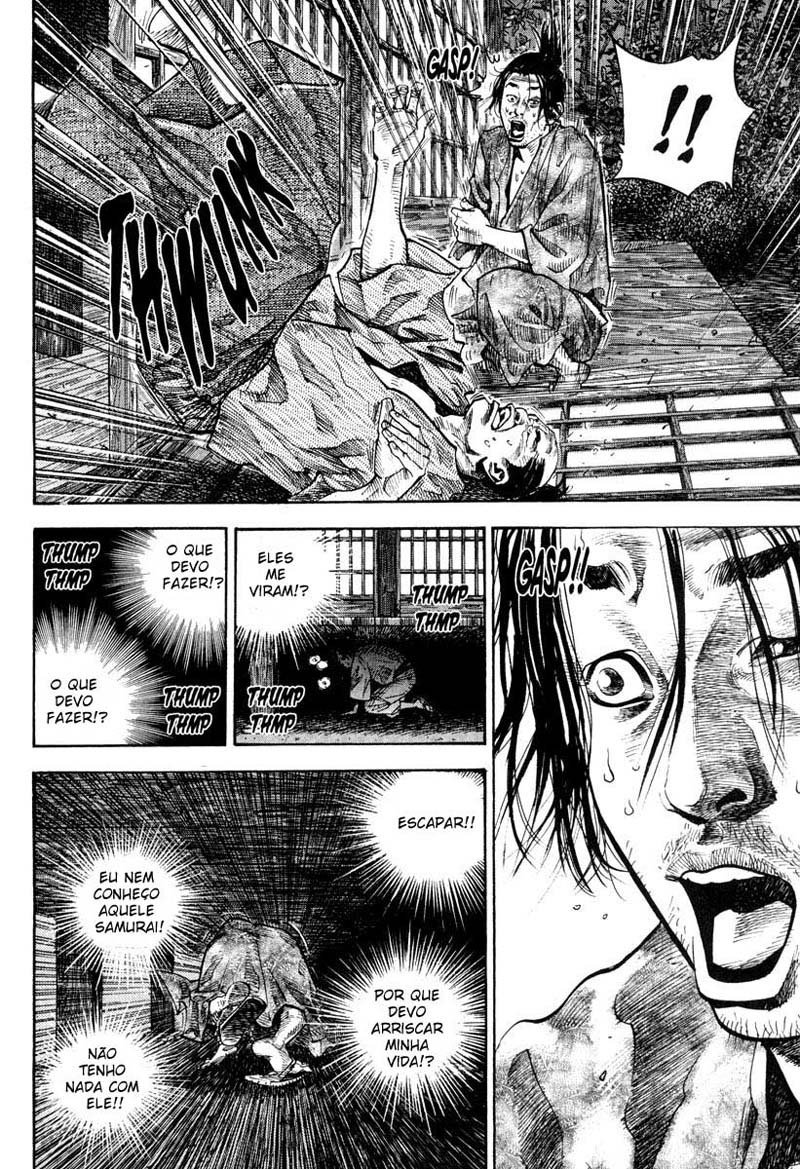 GASP!
!!
THWUNK
GASP!!
ELES
ME
VIRAM!?
THUMP
THMP
THUMP
THMP
O QUE
DEVO
FAZER!?
THUMP
THMP
O QUE
DEVO
FAZER!?
THUMP
THMP
ESCAPAR!!
EU NEM
CONHEÇO
AQUELE
SAMURAI!
POR QUE
DEVO
ARRISCAR
MINHA
VIDA!?
NÃO
TENHO
NADA COM
ELE!!